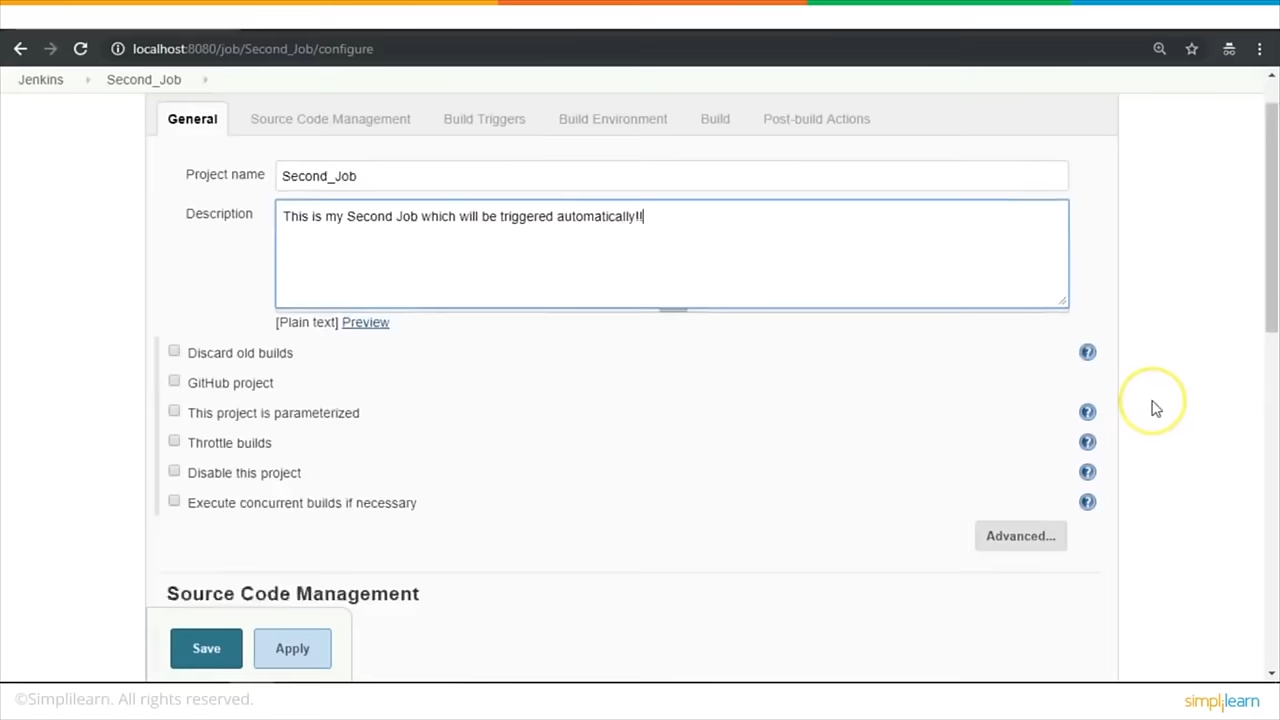 localhost:8080/job/Second_Job/configure
Jenkins Second_Job
General Source Code Management Build Triggers Build Environment Build Post-build Actions
Project name Second_Job
Description This is my Second Job which will be triggered automatically!!
[Plain text] Preview
Discard old builds
GitHub project
This project is parameterized
Throttle builds
Disable this project
Execute concurrent builds if necessary
Advanced...
Source Code Management
Save Apply
©Simplilearn. All rights reserved. simplilearn